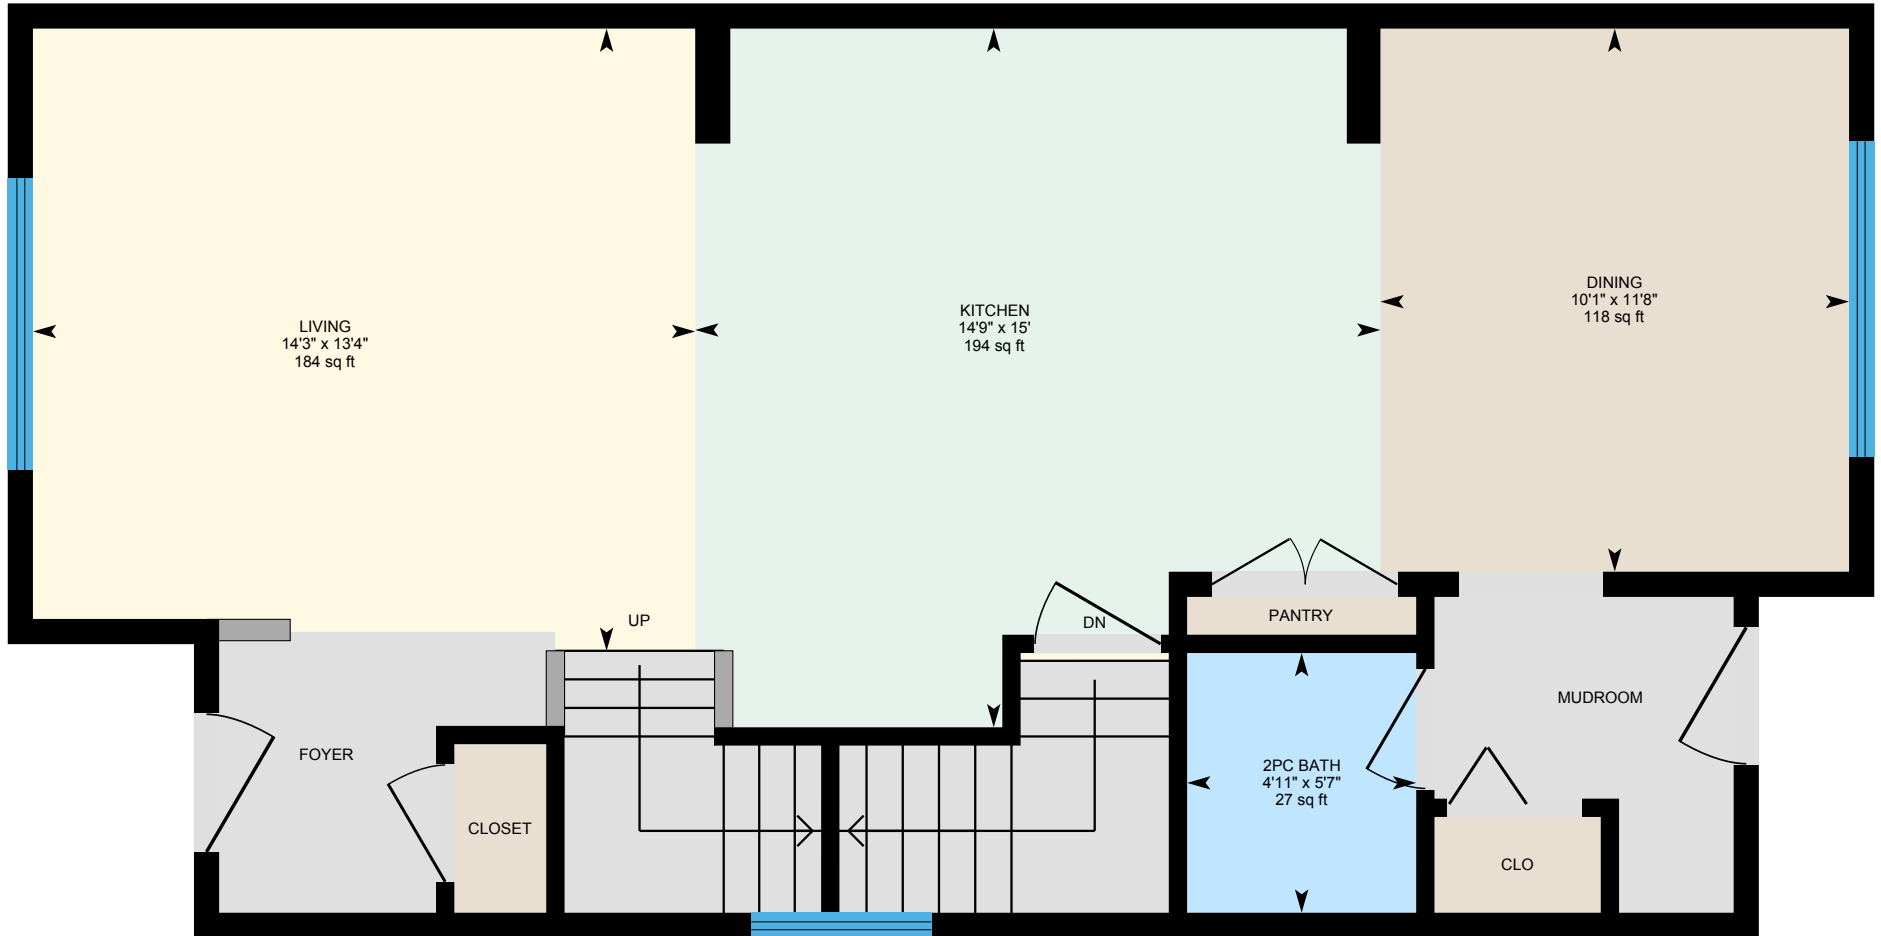 LIVING
14'3" x 13'4"
184 sq ft
KITCHEN
14'9" x 15'
194 sq ft
DINING
10'1" x 11'8"
118 sq ft
UP
DN
PANTRY
FOYER
CLOSET
2PC BATH
4'11" x 5'7"
27 sq ft
MUDROOM
CLO